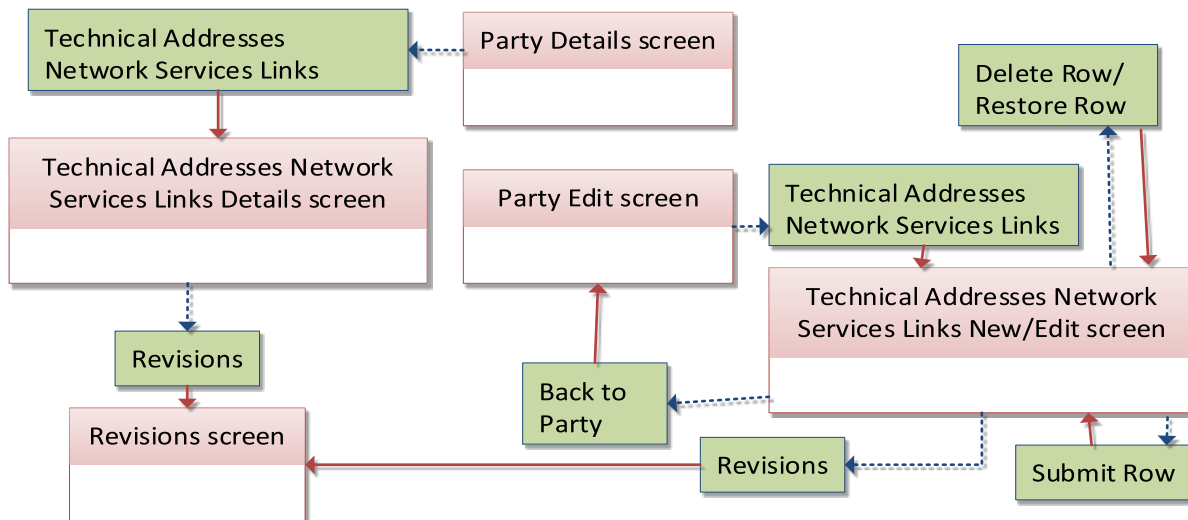 Technical Addresses
Network Services Links
Party Details screen
Delete Row/
Restore Row
Technical Addresses Network
Services Links Details screen
Party Edit screen
Technical Addresses
Network Services Links
Technical Addresses Network
Services Links New/Edit screen
Revisions
Back to
Party
Revisions screen
Revisions
Submit Row